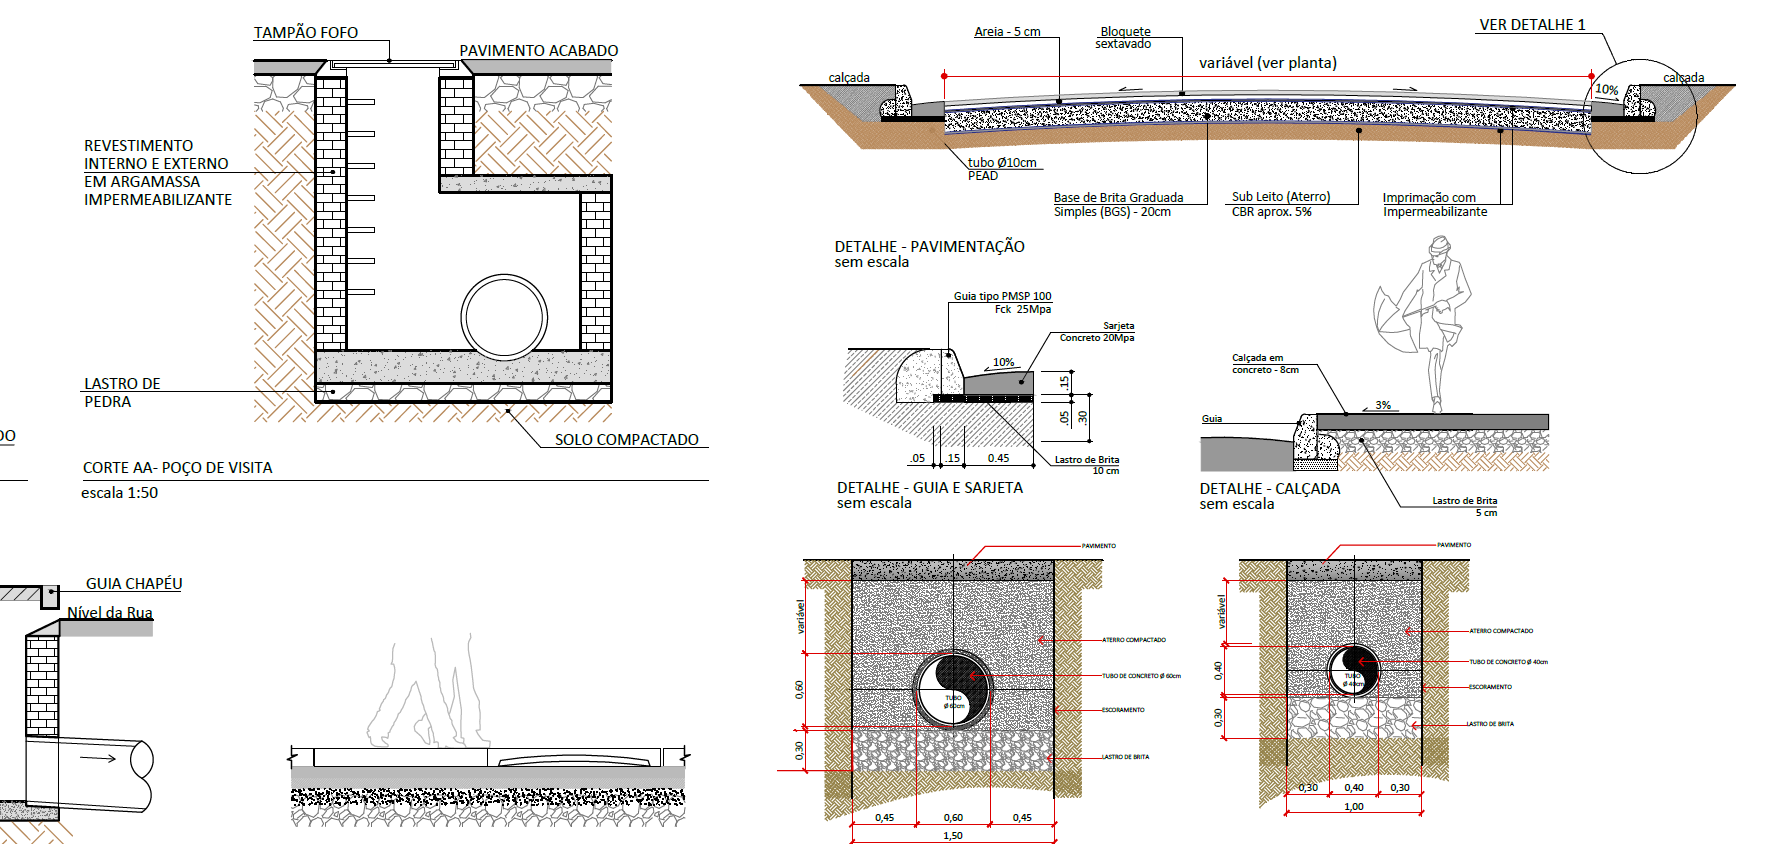 TAMPÃO FOFO
PAVIMENTO ACABADO
REVESTIMENTO
INTERNO E EXTERNO
EM ARGAMASSA
IMPERMEABILIZANTE
LASTRO DE
PEDRA
SOLO COMPACTADO
DO
CORTE AA- POÇO DE VISITA
escala 1:50
GUIA CHAPÉU
Nível da Rua
Areia - 5 cm
Bloquete
sextavado
VER DETALHE 1
variável (ver planta)
calçada
calçada
10%
tubo Ø10cm
PEAD
Base de Brita Graduada
Simples (BGS) - 20cm
Sub Leito (Aterro)
CBR aprox. 5%
Imprimação com
Impermeabilizante
DETALHE - PAVIMENTAÇÃO
sem escala
Guia tipo PMSP 100
Fck 25Mpa
Sarjeta
Concreto 20Mpa
10%
.15
.05
.30
.05
.15
0.45
Lastro de Brita
10 cm
DETALHE - GUIA E SARJETA
sem escala
Calçada em
concreto - 8cm
3%
Guia
Lastro de Brita
5 cm
DETALHE - CALÇADA
sem escala
PAVIMENTO
variável
ATERRO COMPACTADO
0,60
TUBO DE CONCRETO Ø 60cm
TUBO
Ø 60cm
ESCORAMENTO
0,30
LASTRO DE BRITA
0,45
0,60
0,45
1,50
PAVIMENTO
variável
ATERRO COMPACTADO
0,40
TUBO DE CONCRETO Ø 40cm
TUBO
Ø 40cm
ESCORAMENTO
0,30
LASTRO DE BRITA
0,30
0,40
0,30
1,00